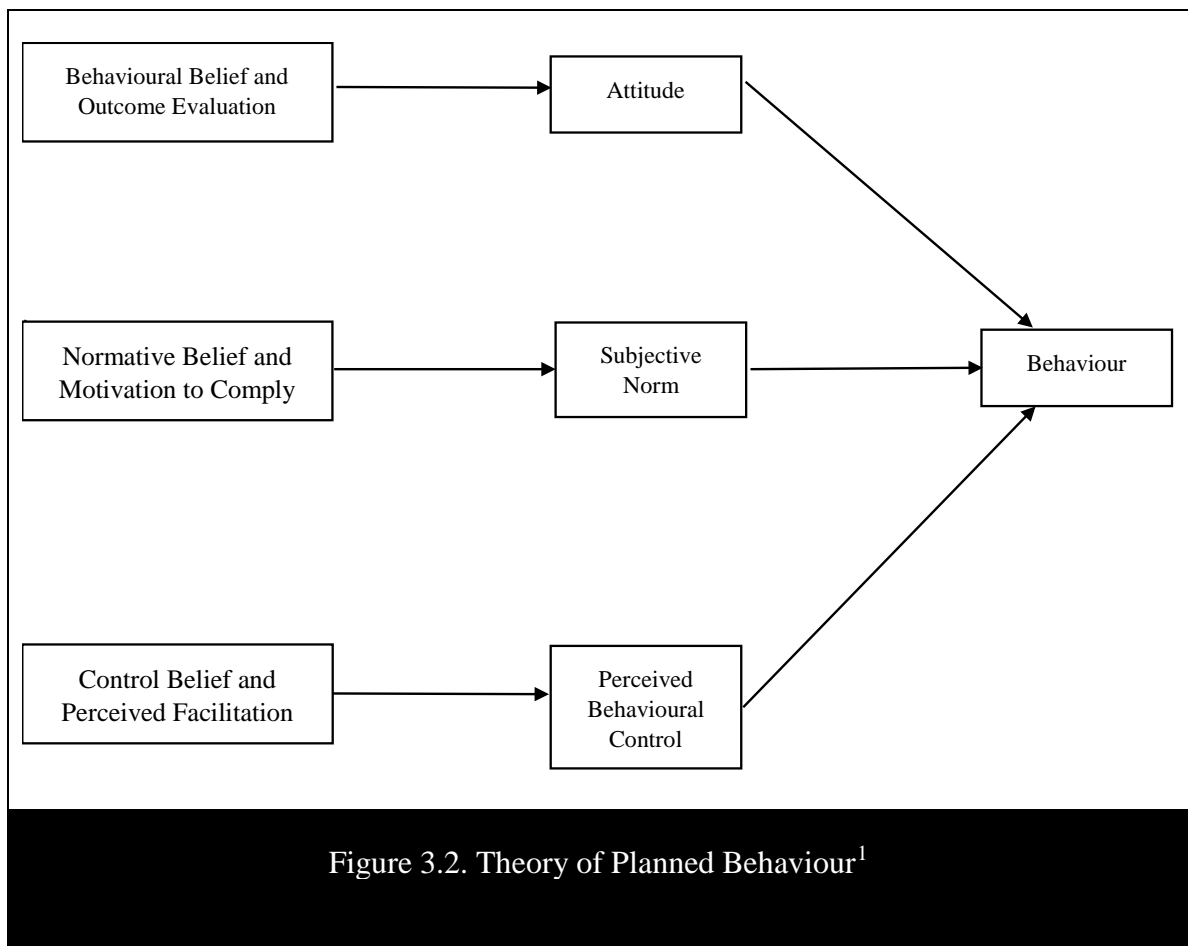 Behavioural Belief and
Outcome Evaluation
Attitude
Normative Belief and
Motivation to Comply
Subjective
Norm
Behaviour
Control Belief and
Perceived Facilitation
Perceived
Behavioural
Control
Figure 3.2. Theory of Planned Behaviour¹